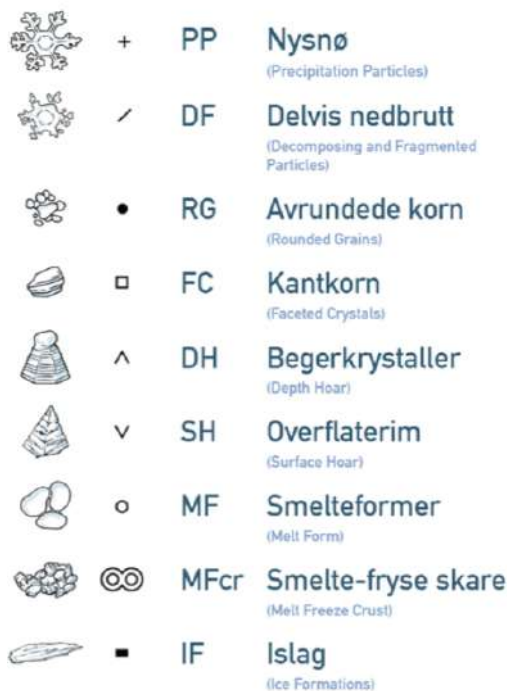 PP Nysnø
(Precipitation Particles)
DF Delvis nedbrutt
(Decomposing and Fragmented
Particles)
RG Avrundede korn
(Rounded Grains)
FC Kantkorn
(Faceted Crystals)
DH Begerkrystaller
(Depth Hoar)
SH Overflaterim
(Surface Hoar)
MF Smelteformer
(Melt Form)
MFcr Smelte-fryse skare
(Melt Freeze Crust)
IF Islag
(Ice Formations)